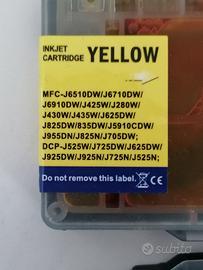 INKJET
CARTRIDGE YELLOW
MFC-J6510DW/J6710DW/
J6910DW/J425W/J280W/
J430W/J435W/J625DW/
J825DW/835DW/J5910CDW/
J955DN/J825N/J705DW;
DCP-J525W/J725DW/J625DW/
J925DW/J925N/J725N/J525N;
Do not remove this label.
CE
subito